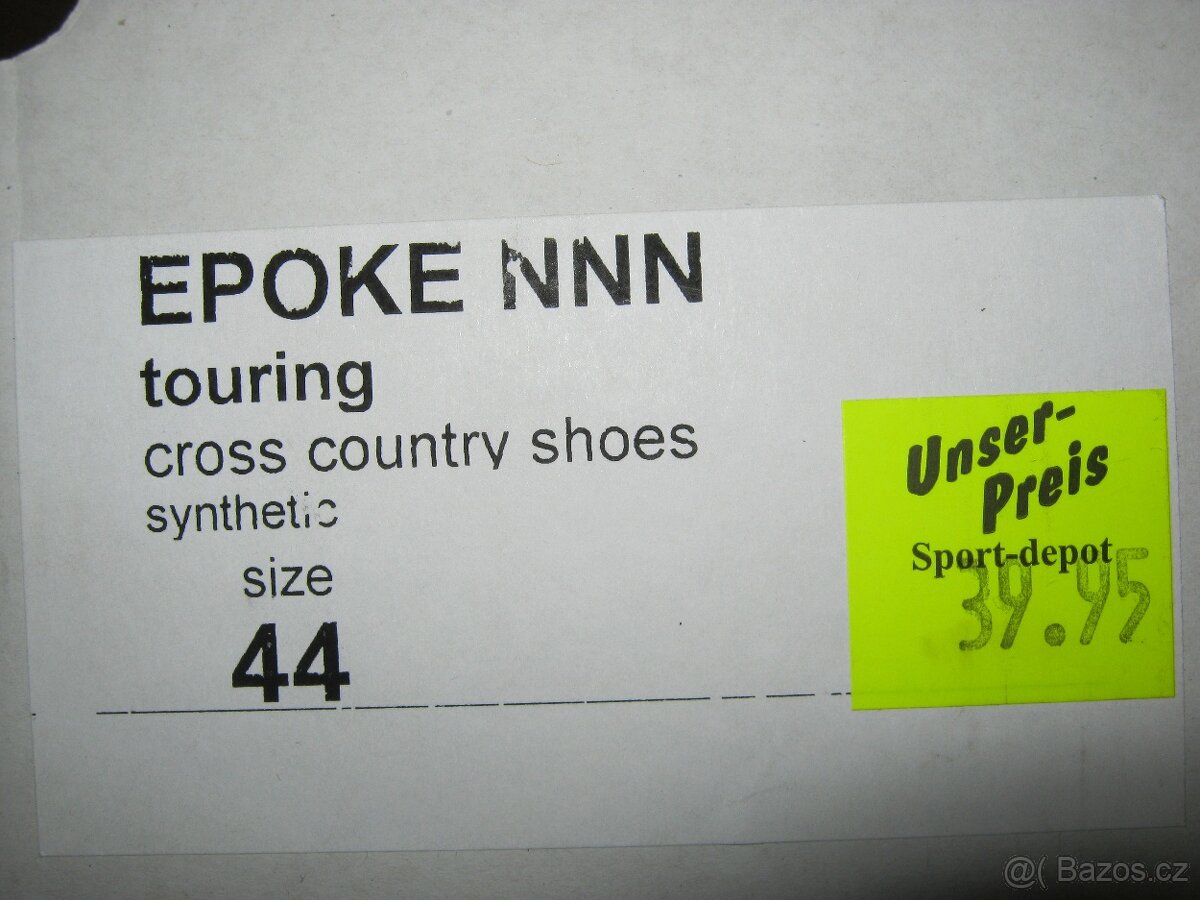 EPOKE NNN
touring
cross country shoes
synthetic
size
44
Unser-
Preis
Sport-depot
39.95
@( Bazos.cz